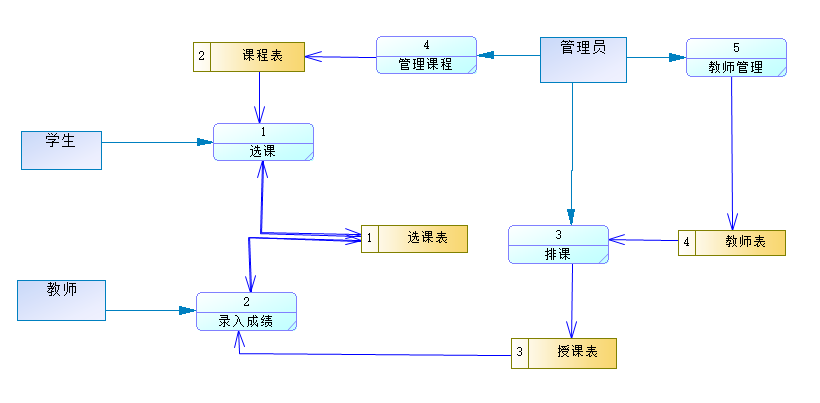 2 课程表
4
管理课程
管理员
5
教师管理
学生
1
选课
1 选课表
3
排课
4 教师表
教师
2
录入成绩
3 授课表